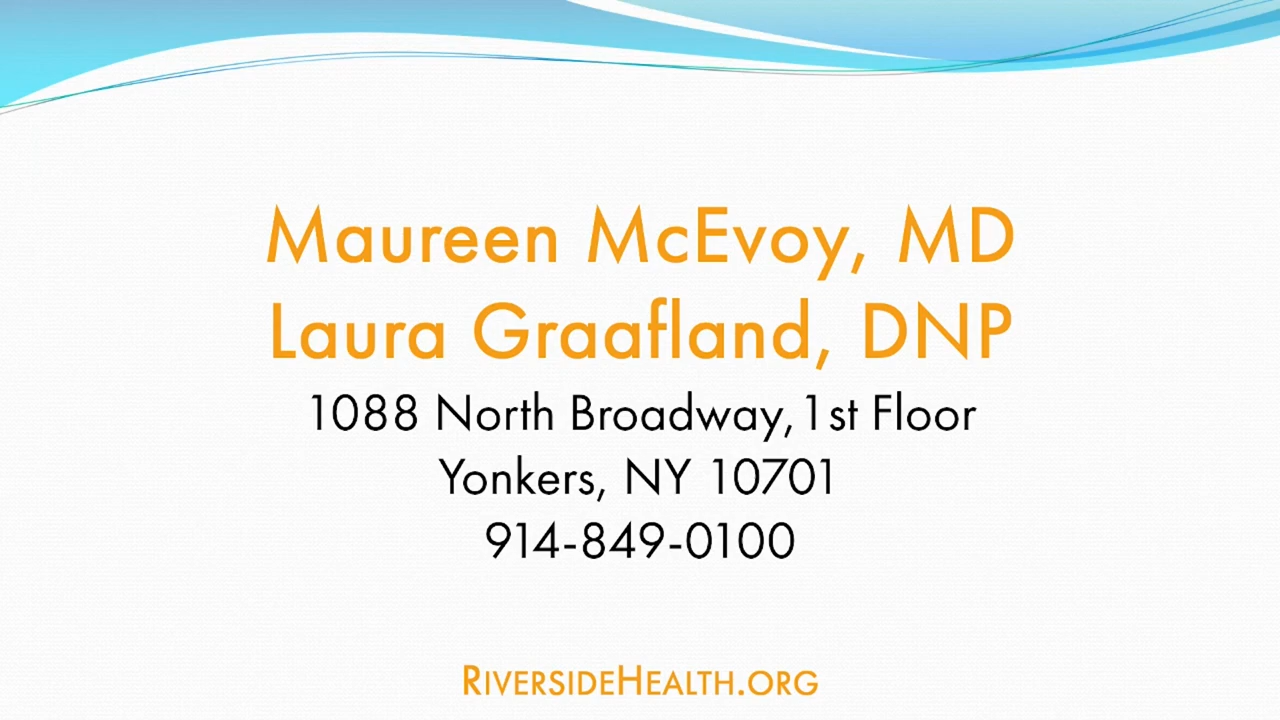 Maureen McEvoy, MD
Laura Graafland, DNP
1088 North Broadway,1st Floor
Yonkers, NY 10701
914-849-0100
RiversideHealth.org